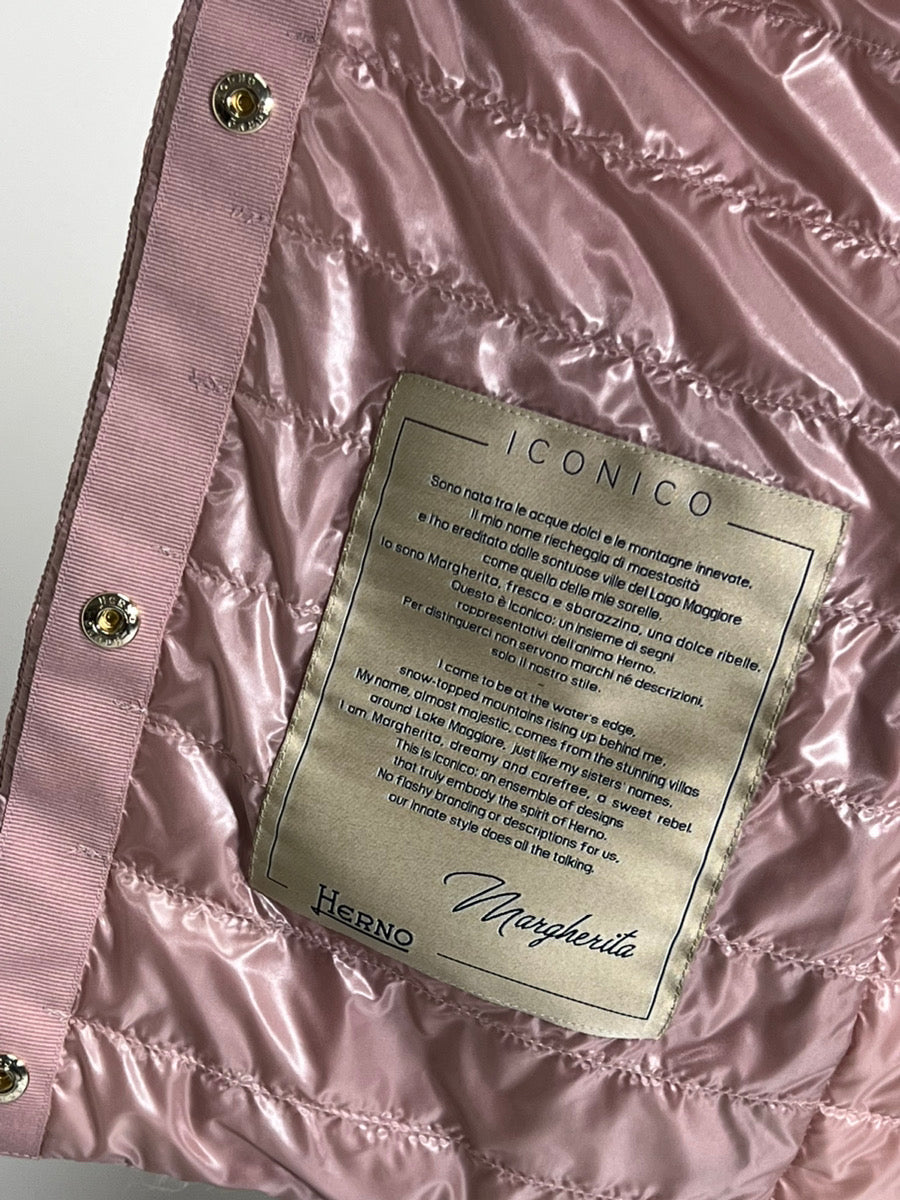 ICONICO
Sono nata tra le acque dolci e le montagne innevate.
Il mio nome riecheggia di maestosità
e l'ho ereditato dalle sontuose ville del Lago Maggiore
come quello delle mie sorelle.
Io sono Margherita, fresca e sbarazzina, una dolce ribelle.
Questo è Iconico: un insieme di segni
rappresentativi dell'animo Herno.
Per distinguerci non servono marchi né descrizioni,
solo il nostro stile.
I came to be at the water's edge,
snow-topped mountains rising up behind me.
My name, almost majestic, comes from the stunning villas
around Lake Maggiore, just like my sisters' names.
I am Margherita, dreamy and carefree, a sweet rebel.
This is Iconico: an ensemble of designs
that truly embody the spirit of Herno.
No flashy branding or descriptions for us,
our innate style does all the talking.
HERNO
Margherita